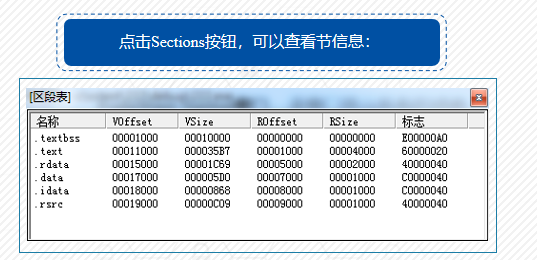 点击Sections按钮，可以查看节信息：
[区段表]
名称 VOffset VSize ROffset RSize 标志
.textbss 00001000 00010000 00000000 00000000 E00000A0
.text 00011000 000035B7 00001000 00004000 60000020
.rdata 00015000 00001C69 00005000 00002000 40000040
.data 00017000 000005D0 00007000 00001000 C0000040
.idata 00018000 00000868 00008000 00001000 C0000040
.rsrc 00019000 00000C09 00009000 00001000 40000040